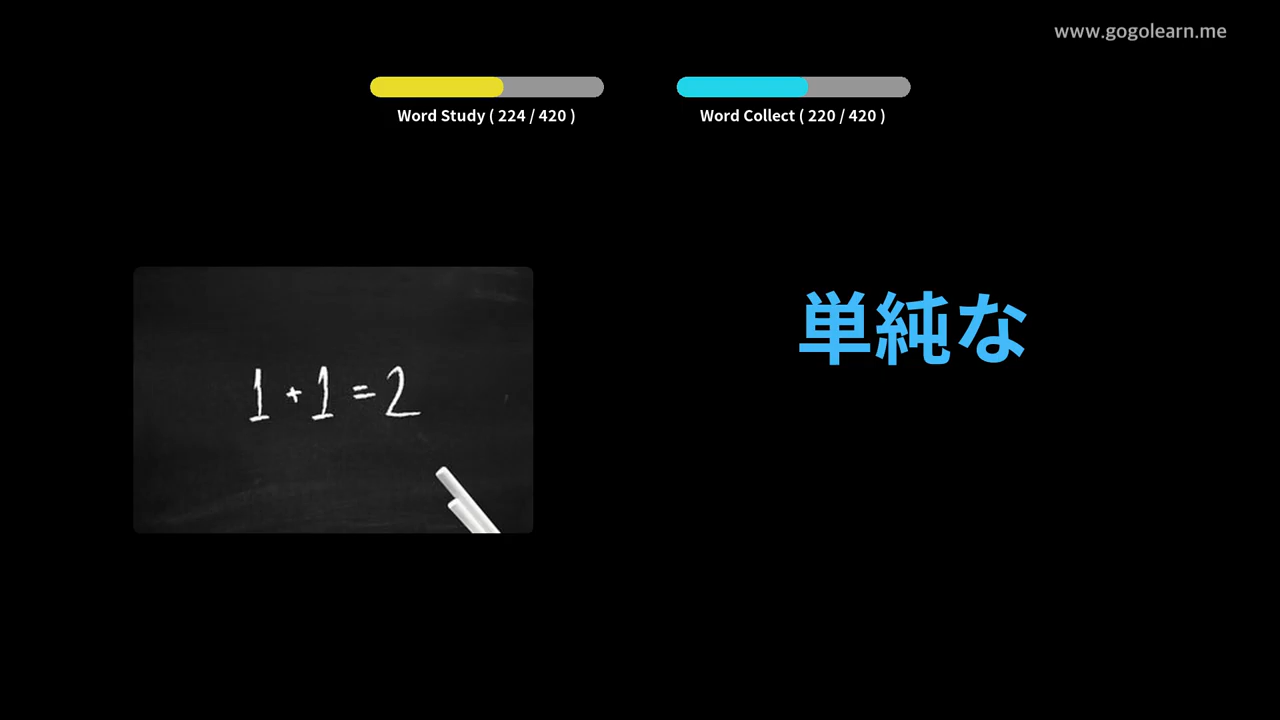 www.gogolearn.me
Word Study ( 224 / 420 )
Word Collect ( 220 / 420 )
1 + 1 = 2
単純な